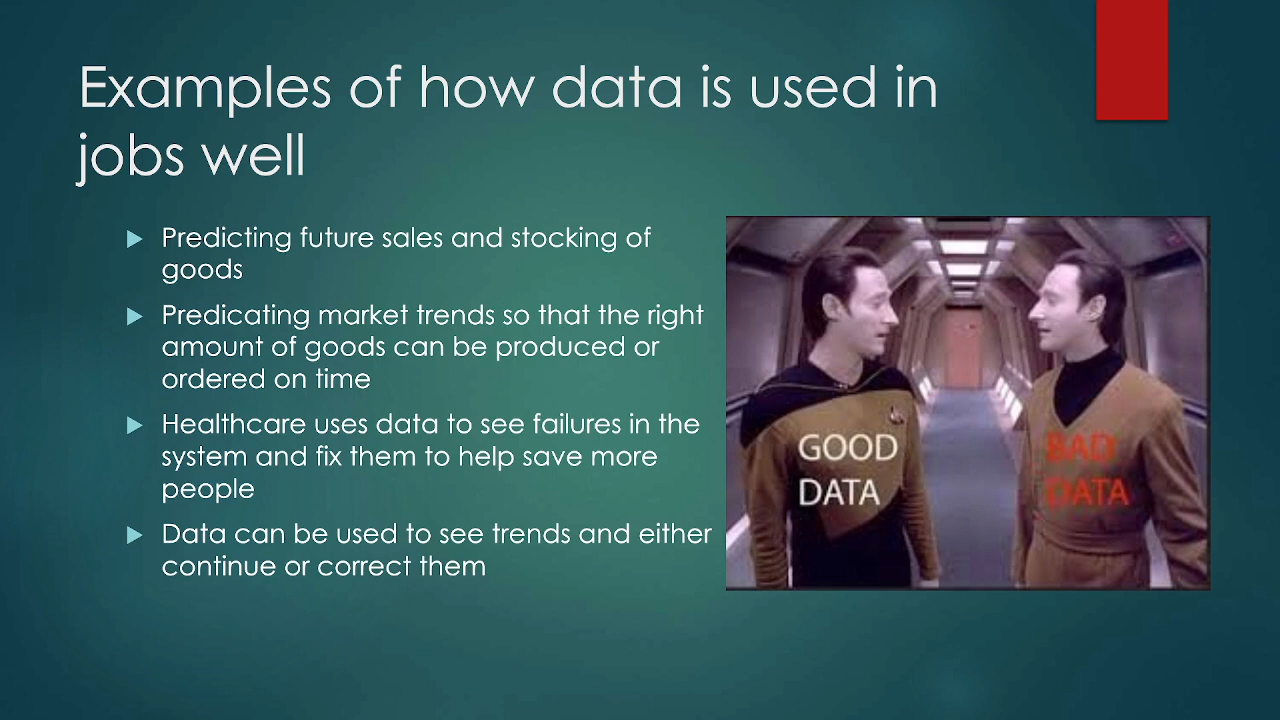 Examples of how data is used in
jobs well
Predicting future sales and stocking of
goods
Predicating market trends so that the right
amount of goods can be produced or
ordered on time
Healthcare uses data to see failures in the
system and fix them to help save more
people
Data can be used to see trends and either
continue or correct them
GOOD
DATA
BAD
DATA